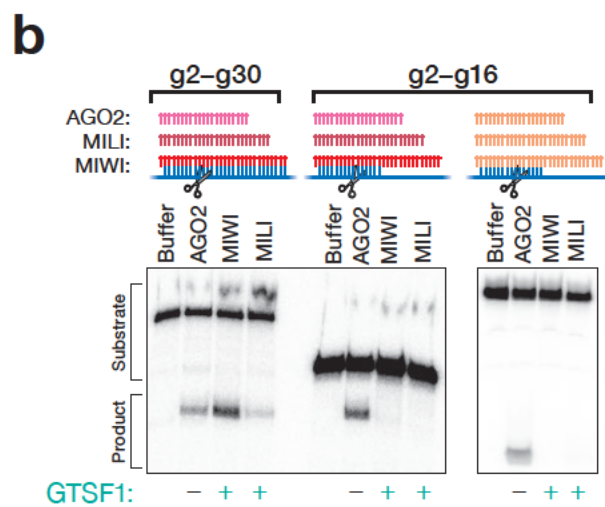 b
g2–g30
g2–g16
AGO2:
MILI:
MIWI:
Buffer AGO2 MIWI MILI
Buffer AGO2 MIWI MILI
Buffer AGO2 MIWI MILI
Substrate
Product
GTSF1: – + + – + + – + +